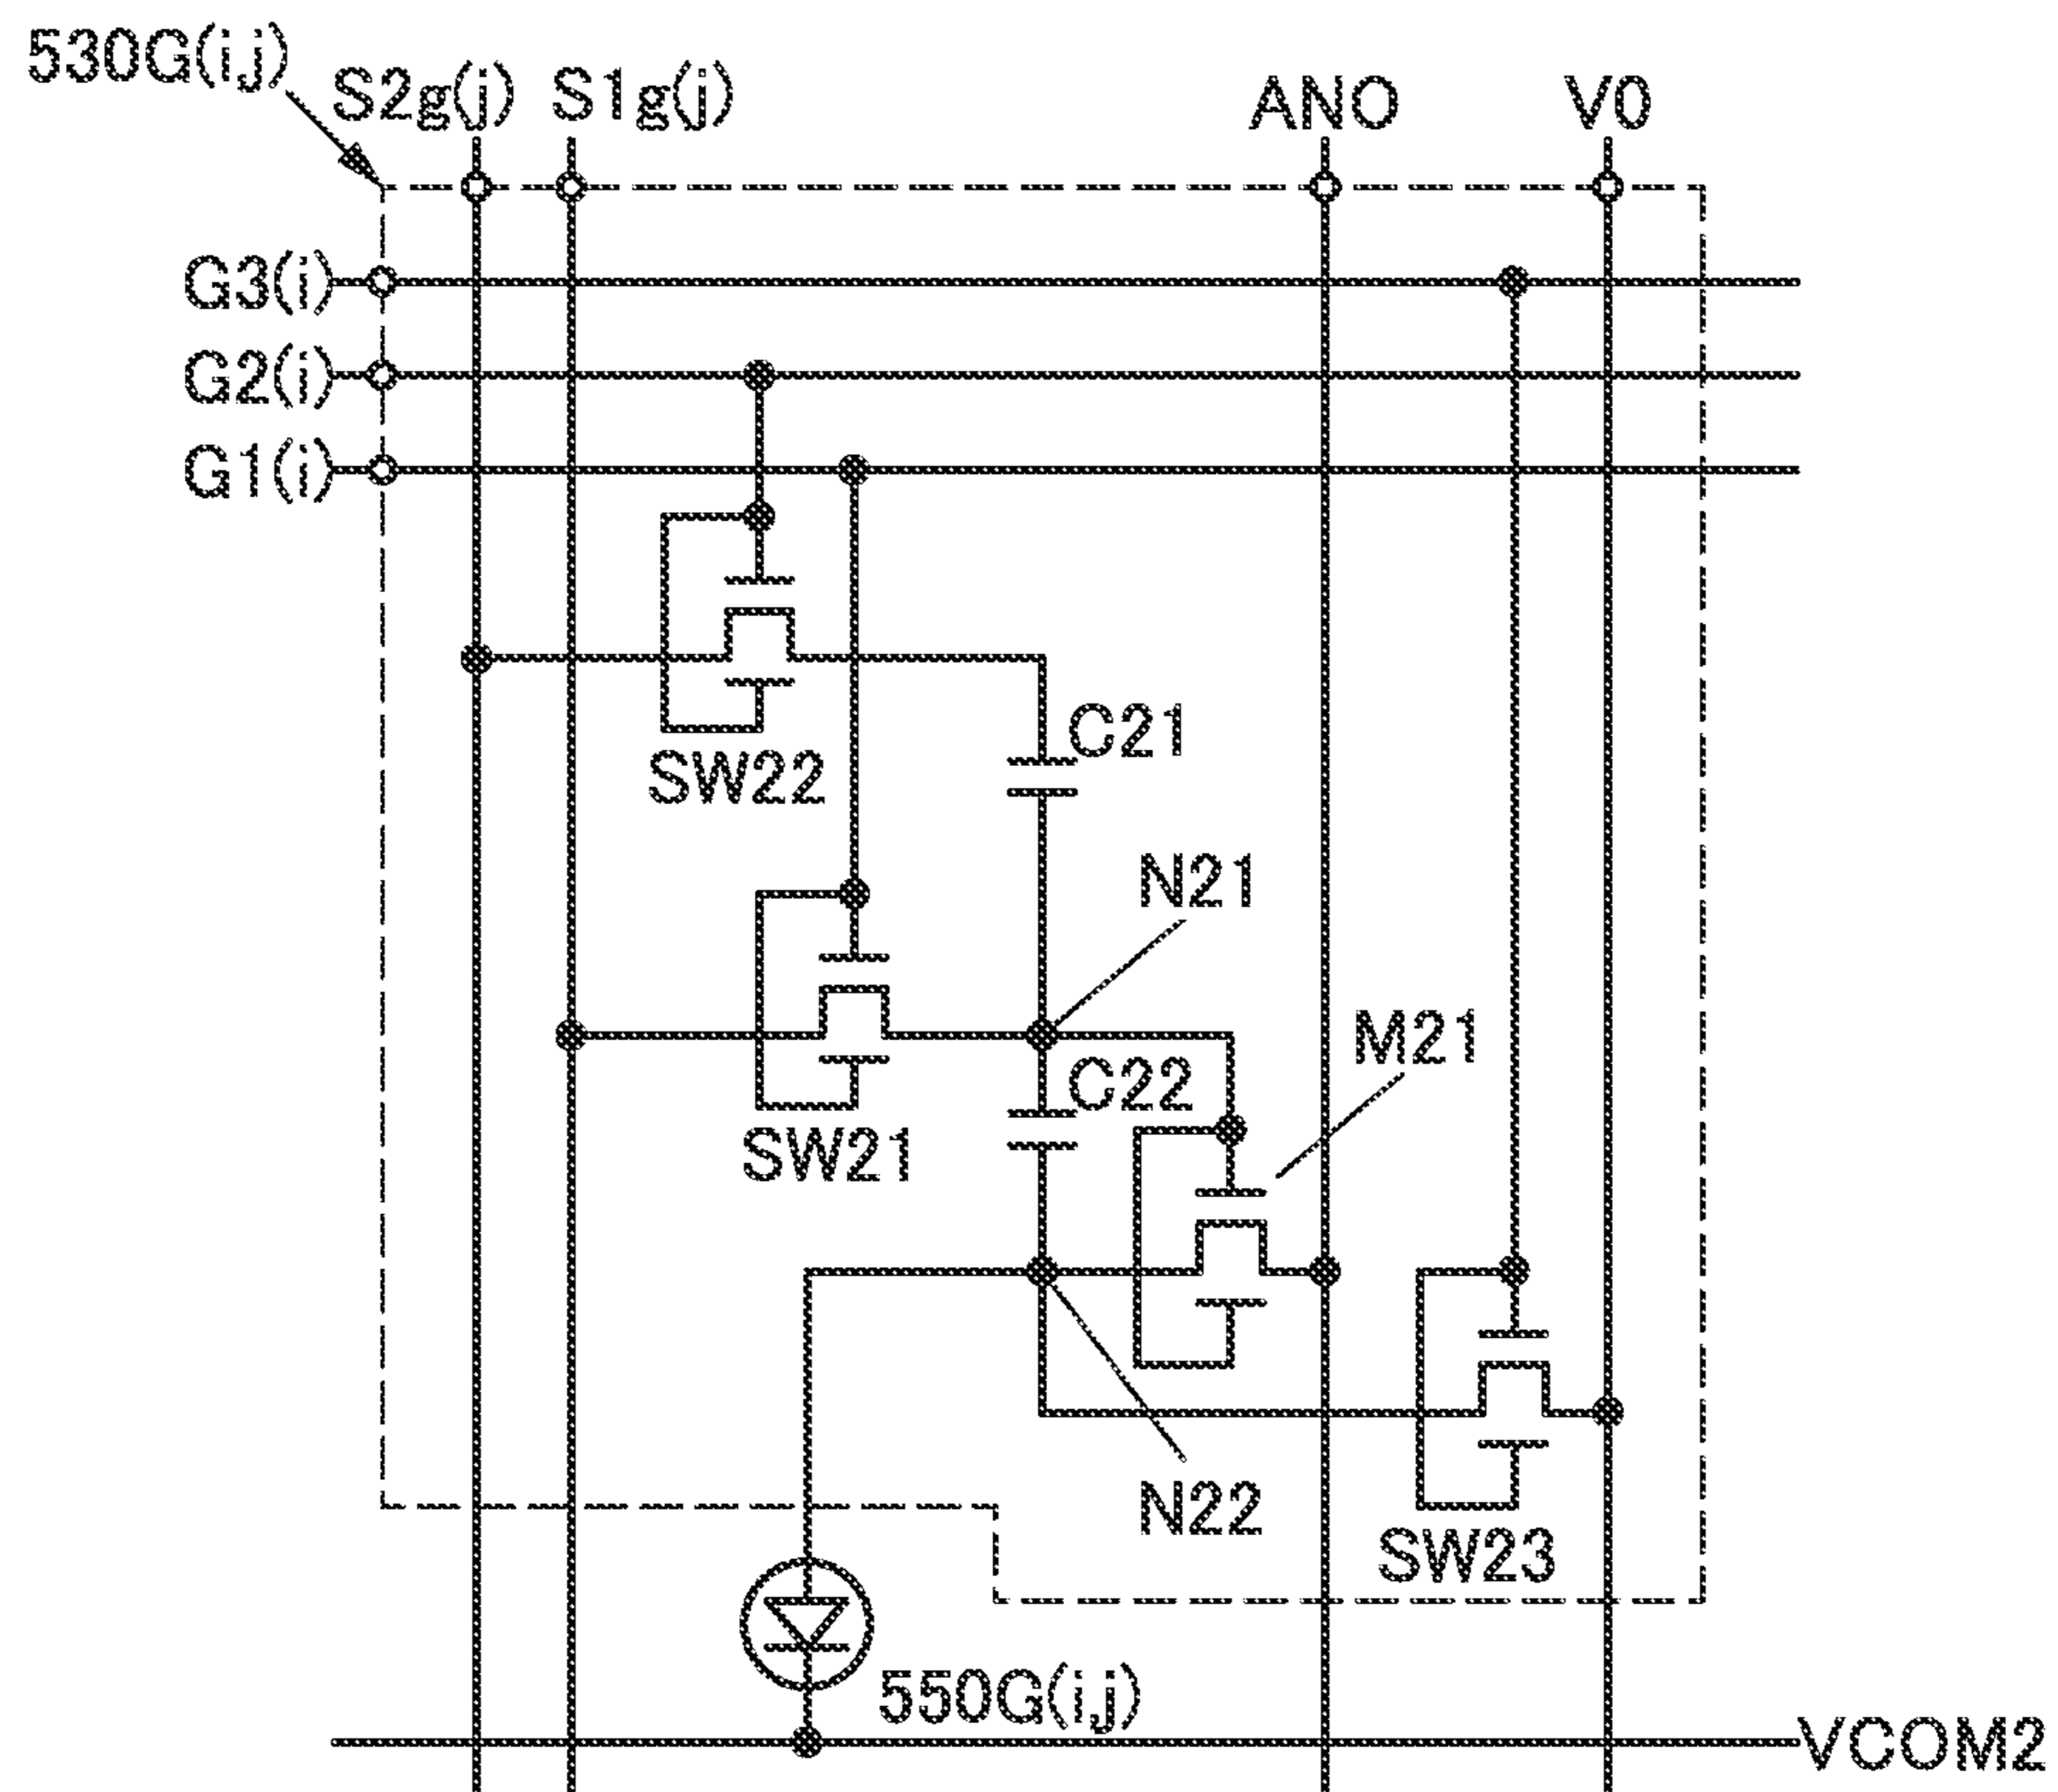 530G(i,j)
S2g(j) S1g(j) ANO V0
G3(i)
G2(i)
G1(i)
C21
SW22
N21
M21
C22
SW21
N22
SW23
550G(i,j)
VCOM2